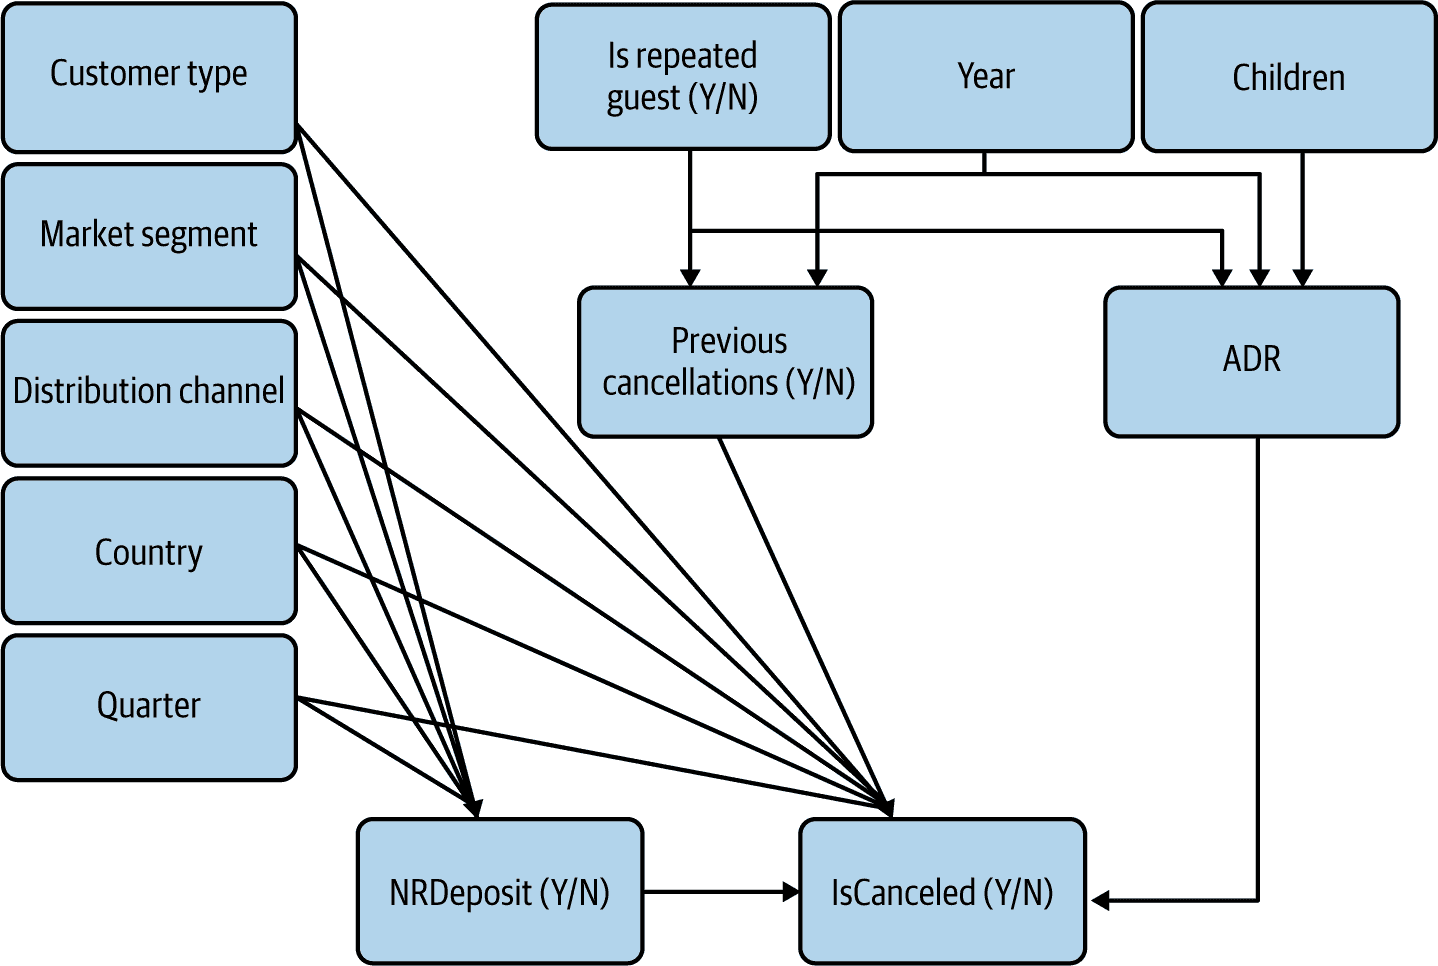 Customer type
Is repeated
guest (Y/N)
Year
Children
Market segment
Previous
cancellations (Y/N)
ADR
Distribution channel
Country
Quarter
NRDeposit (Y/N)
IsCanceled (Y/N)